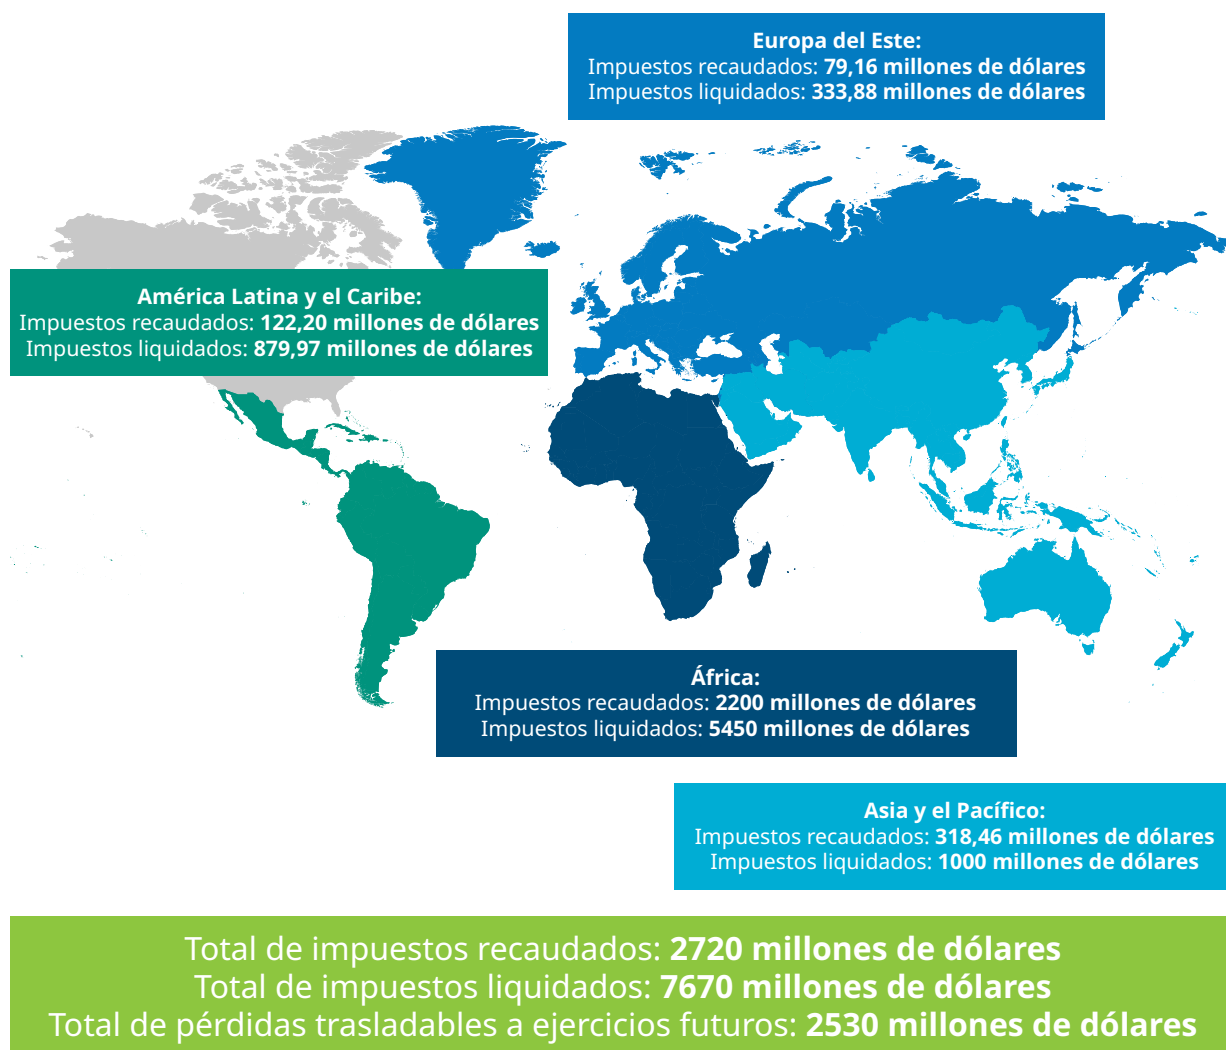 Europa del Este:
Impuestos recaudados: 79,16 millones de dólares
Impuestos liquidados: 333,88 millones de dólares
América Latina y el Caribe:
Impuestos recaudados: 122,20 millones de dólares
Impuestos liquidados: 879,97 millones de dólares
África:
Impuestos recaudados: 2200 millones de dólares
Impuestos liquidados: 5450 millones de dólares
Asia y el Pacífico:
Impuestos recaudados: 318,46 millones de dólares
Impuestos liquidados: 1000 millones de dólares
Total de impuestos recaudados: 2720 millones de dólares
Total de impuestos liquidados: 7670 millones de dólares
Total de pérdidas trasladables a ejercicios futuros: 2530 millones de dólares